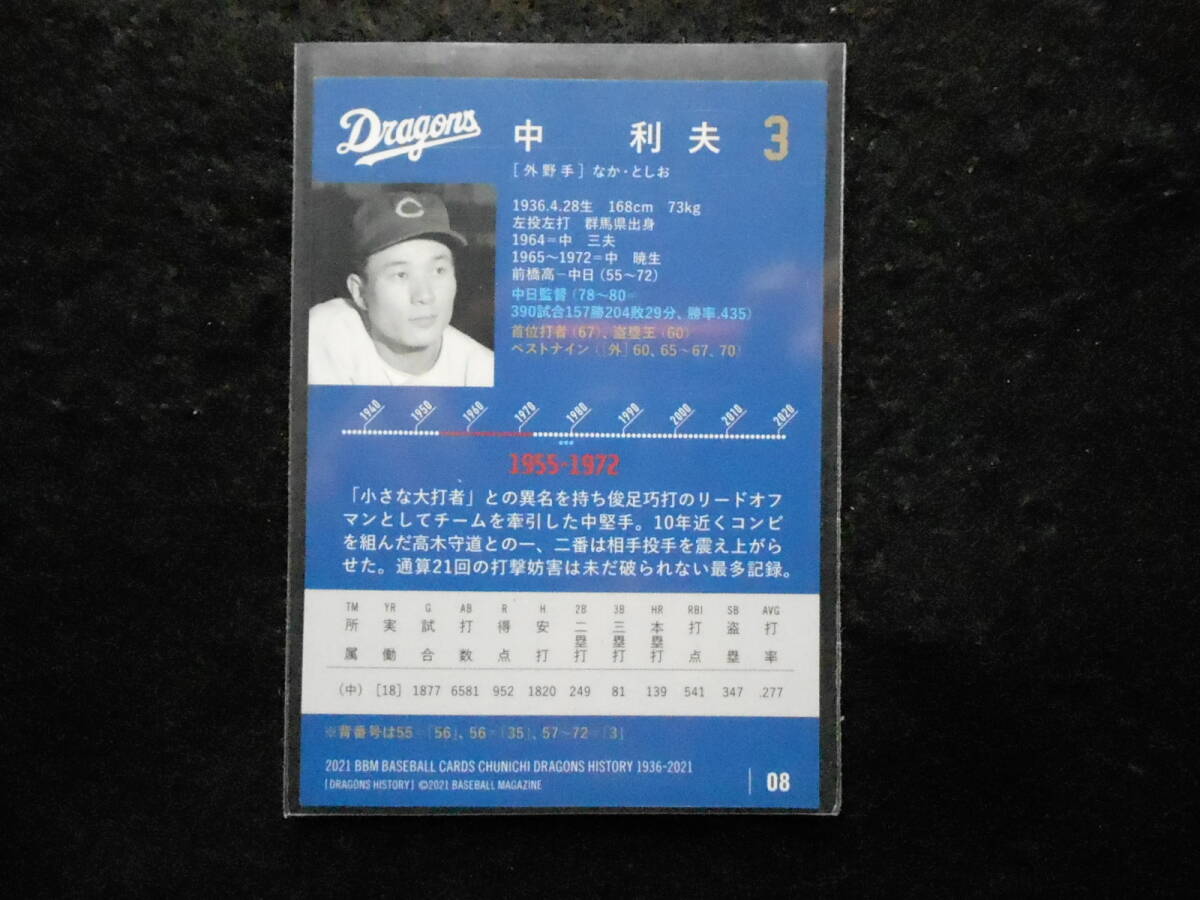 Dragons
中 利夫 3
[外野手] なか・としお
1936.4.28生 168cm 73kg
左投左打 群馬県出身
1964=中 三夫
1965〜1972=中 暁生
前橋高－中日(55〜72)
中日監督(78〜80=
390試合157勝204敗29分、勝率.435)
首位打者(67)、盗塁王(60)
ベストナイン([外]60、65〜67、70)
1940 1950 1960 1970 1980 1990 2000 2010 2020
1955-1972
「小さな大打者」との異名を持ち俊足巧打のリードオフ
マンとしてチームを牽引した中堅手。10年近くコンビ
を組んだ高木守道との一、二番は相手投手を震え上がら
せた。通算21回の打撃妨害は未だ破られない最多記録。
TM YR G AB R H 2B 3B HR RBI SB AVG
所属 実働 試合 打数 得点 安打 二塁打 三塁打 本塁打 打点 盗塁 打率
(中) [18] 1877 6581 952 1820 249 81 139 541 347 .277
※背番号は55=[56]、56=[35]、57〜72=[3]
2021 BBM BASEBALL CARDS CHUNICHI DRAGONS HISTORY 1936-2021
[DRAGONS HISTORY] ©2021 BASEBALL MAGAZINE
08